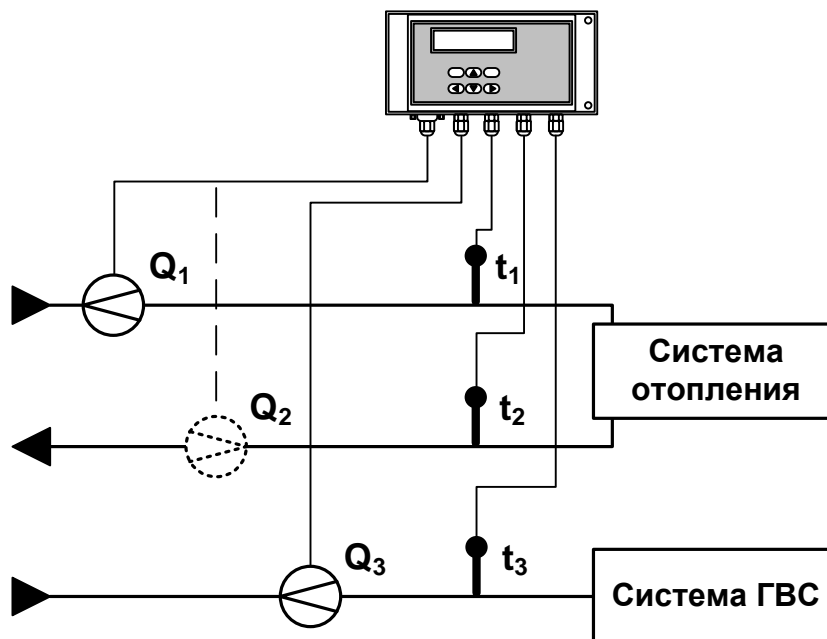 Q1
t1
Система
отопления
Q2
t2
Q3
t3
Система ГВС